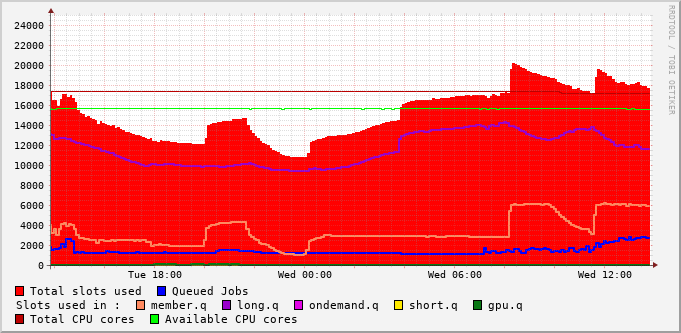 24000
22000
20000
18000
16000
14000
12000
10000
8000
6000
4000
2000
0
Tue 18:00 Wed 00:00 Wed 06:00 Wed 12:00
RRDTOOL / TOBI OETIKER
Total slots used Queued Jobs
Slots used in : member.q long.q ondemand.q short.q gpu.q
Total CPU cores Available CPU cores